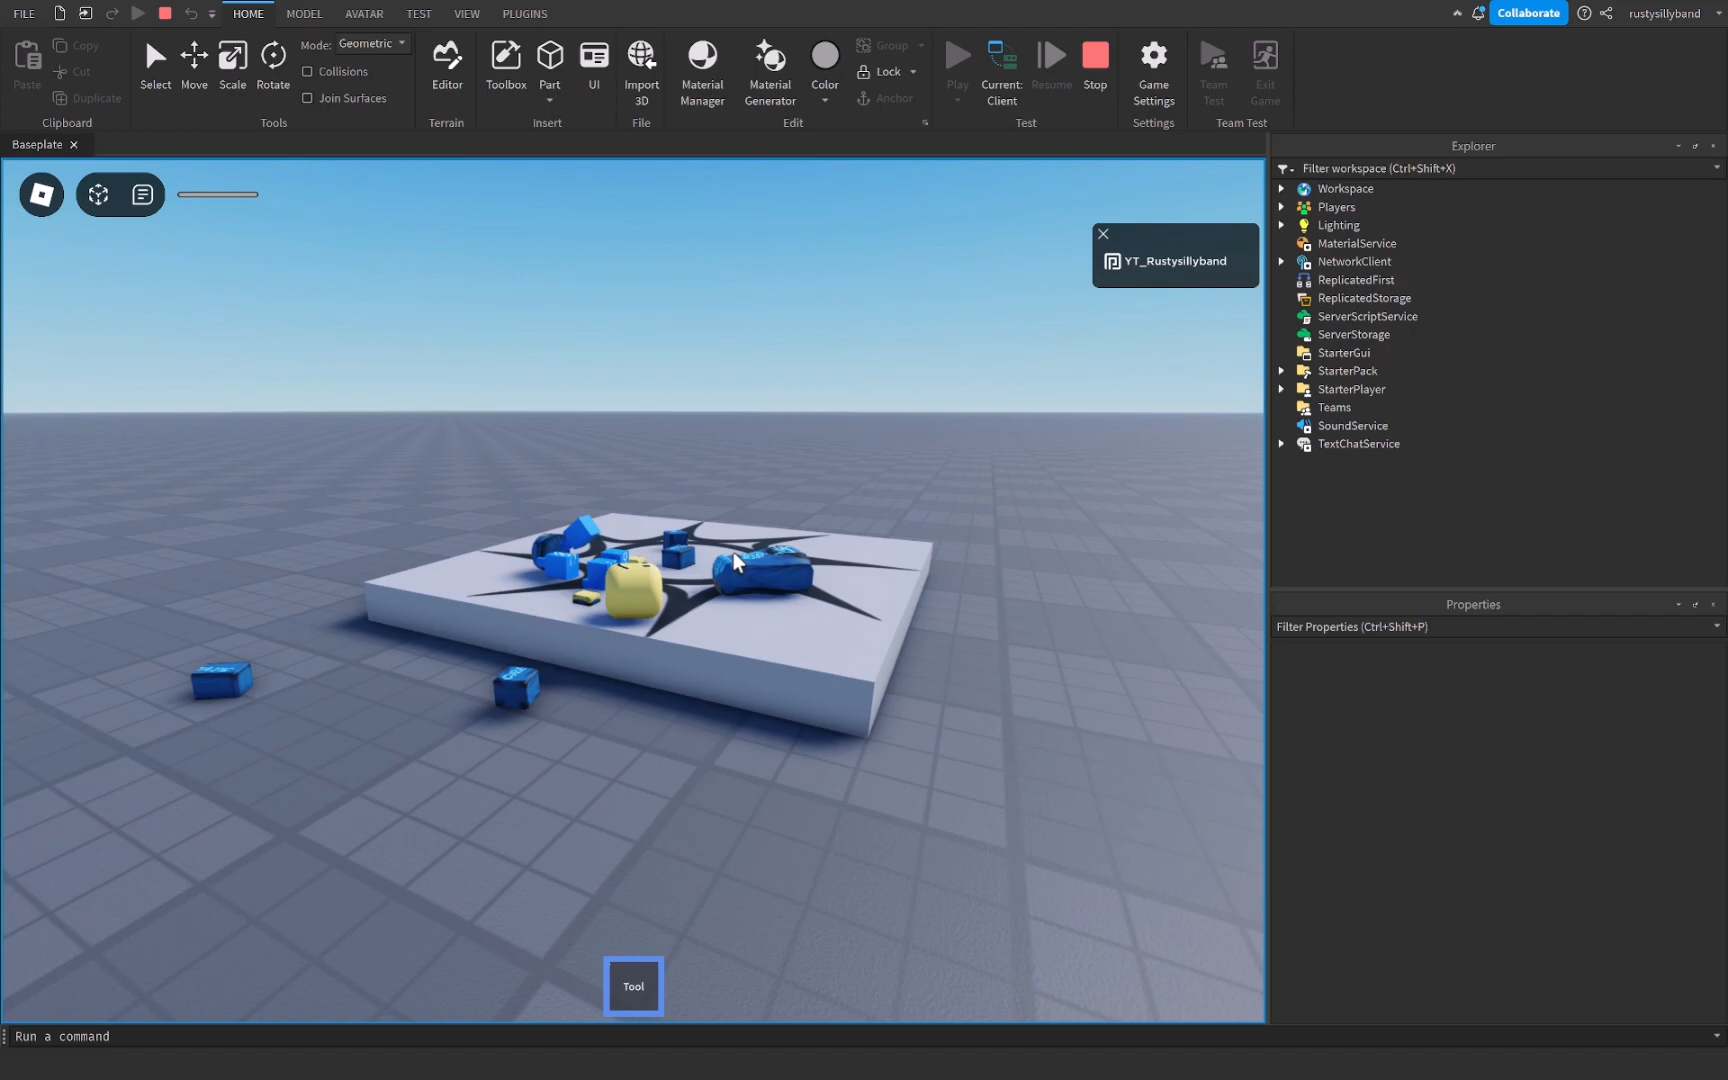 FILE HOME MODEL AVATAR TEST VIEW PLUGINS Collaborate rustysillyband
Paste Copy Cut Duplicate
Clipboard
Select Move Scale Rotate
Mode: Geometric
Collisions
Join Surfaces
Tools
Editor
Terrain
Toolbox Part UI
Insert
Import 3D
File
Material Manager
Material Generator
Color
Group
Lock
Anchor
Edit
Play
Current: Client
Resume Stop
Test
Game Settings
Settings
Team Test
Exit Game
Team Test
Baseplate
YT_Rustysillyband
Tool
Explorer
Filter workspace (Ctrl+Shift+X)
Workspace
Players
Lighting
MaterialService
NetworkClient
ReplicatedFirst
ReplicatedStorage
ServerScriptService
ServerStorage
StarterGui
StarterPack
StarterPlayer
Teams
SoundService
TextChatService
Properties
Filter Properties (Ctrl+Shift+P)
Run a command